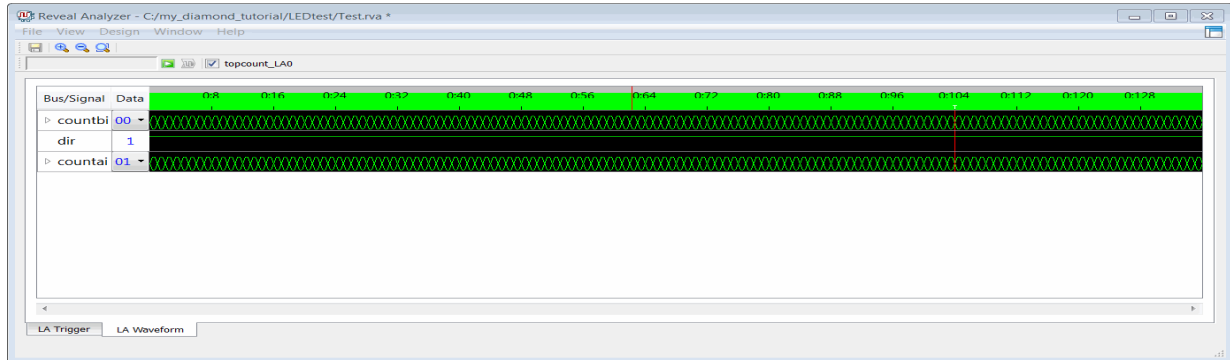 Reveal Analyzer - C:/my_diamond_tutorial/LEDtest/Test.rva *
File View Design Window Help
topcount_LA0
Bus/Signal Data 0:8 0:16 0:24 0:32 0:40 0:48 0:56 0:64 0:72 0:80 0:88 0:96 0:104 0:112 0:120 0:128
countbi 00
dir 1
countai 01
LA Trigger LA Waveform